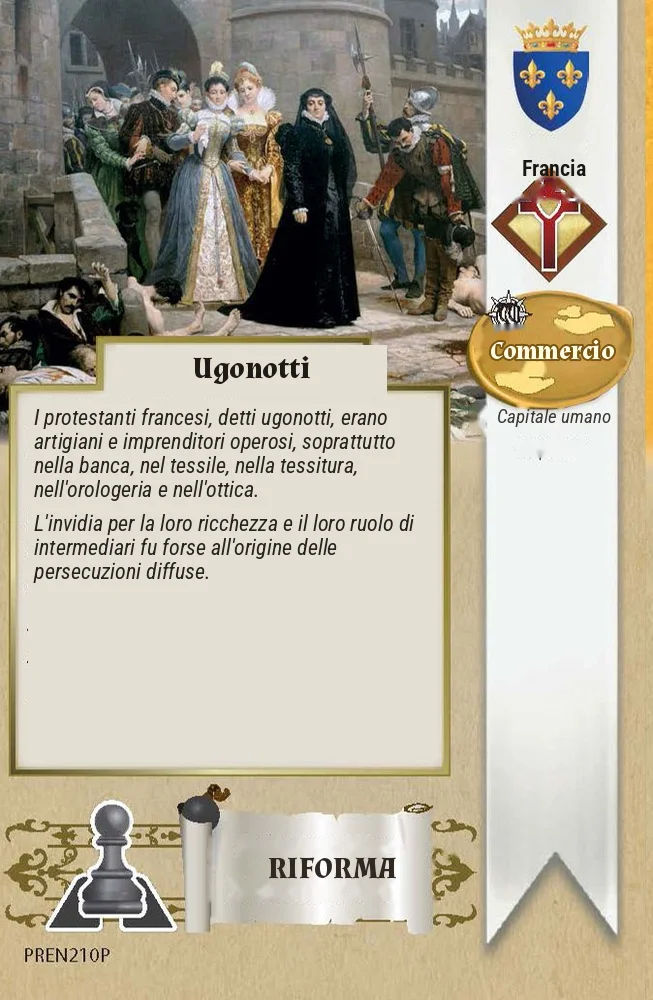 Francia
Commercio
Capitale umano
Ugonotti
I protestanti francesi, detti ugonotti, erano
artigiani e imprenditori operosi, soprattutto
nella banca, nel tessile, nella tessitura,
nell'orologeria e nell'ottica.
L'invidia per la loro ricchezza e il loro ruolo di
intermediari fu forse all'origine delle
persecuzioni diffuse.
RIFORMA
PREN210P